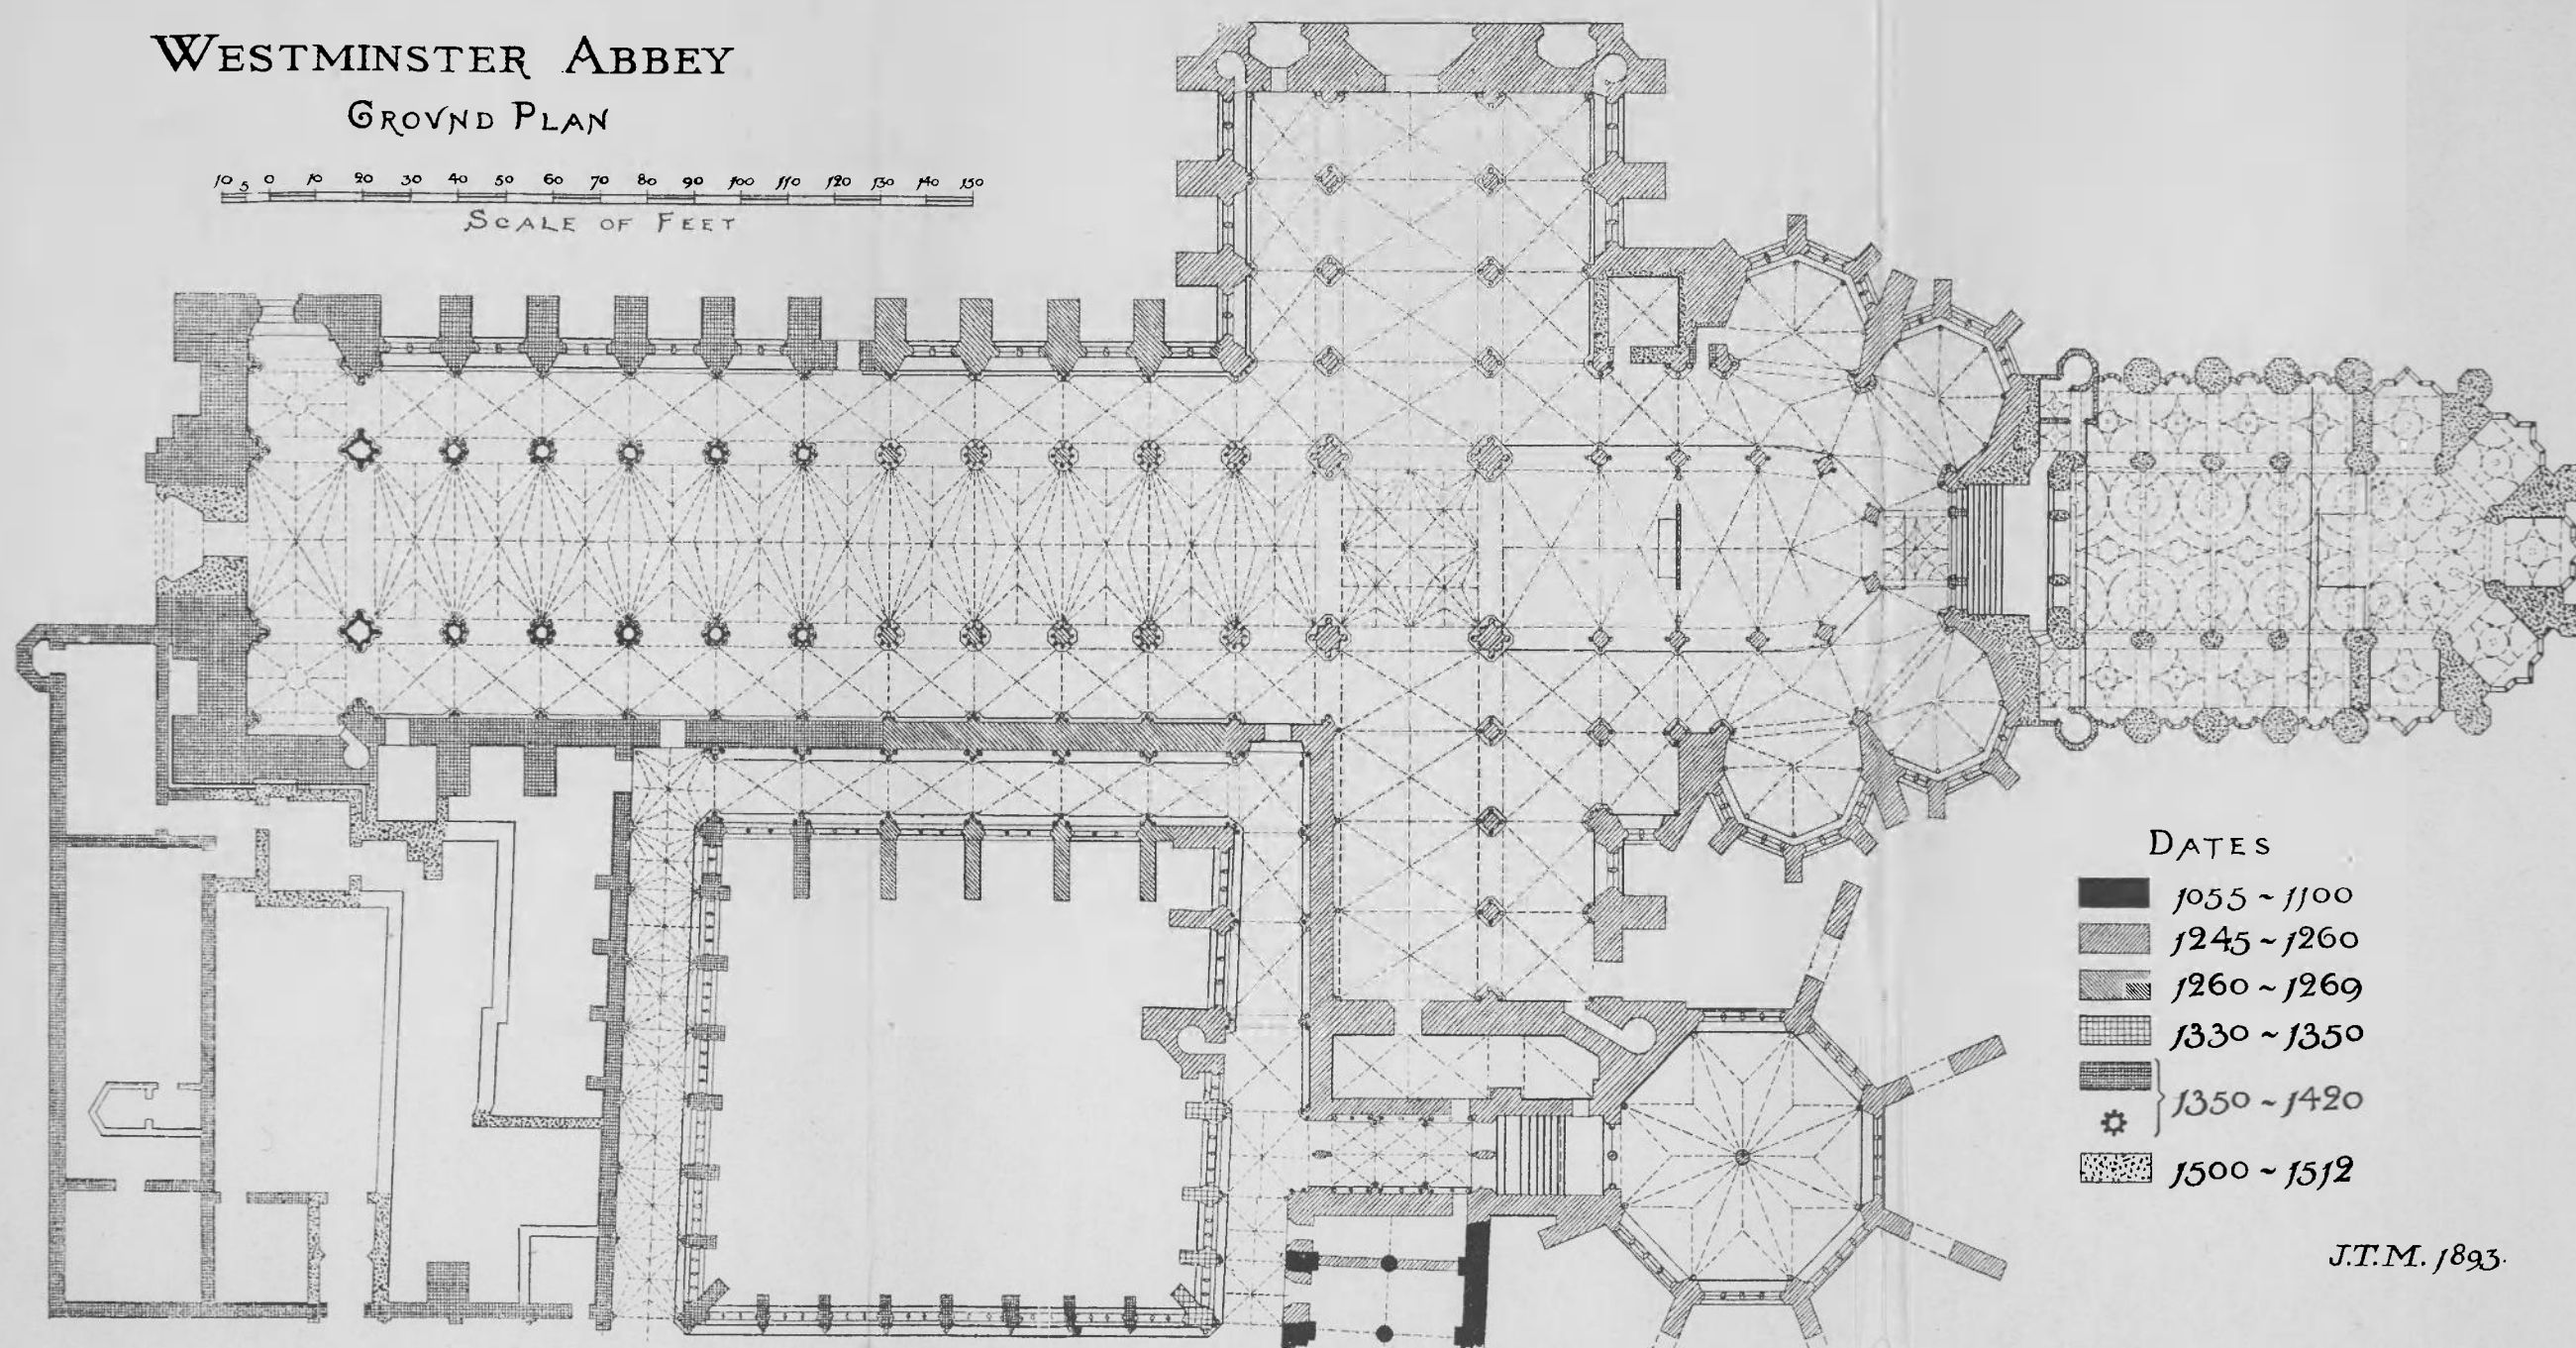 WESTMINSTER ABBEY
GROVND PLAN
10 5 0 10 20 30 40 50 60 70 80 90 100 110 120 130 140 150
SCALE OF FEET
DATES
1055 ~ 1100
1245 ~ 1260
1260 ~ 1269
1330 ~ 1350
1350 ~ 1420
1500 ~ 1512
J.T.M. 1893.